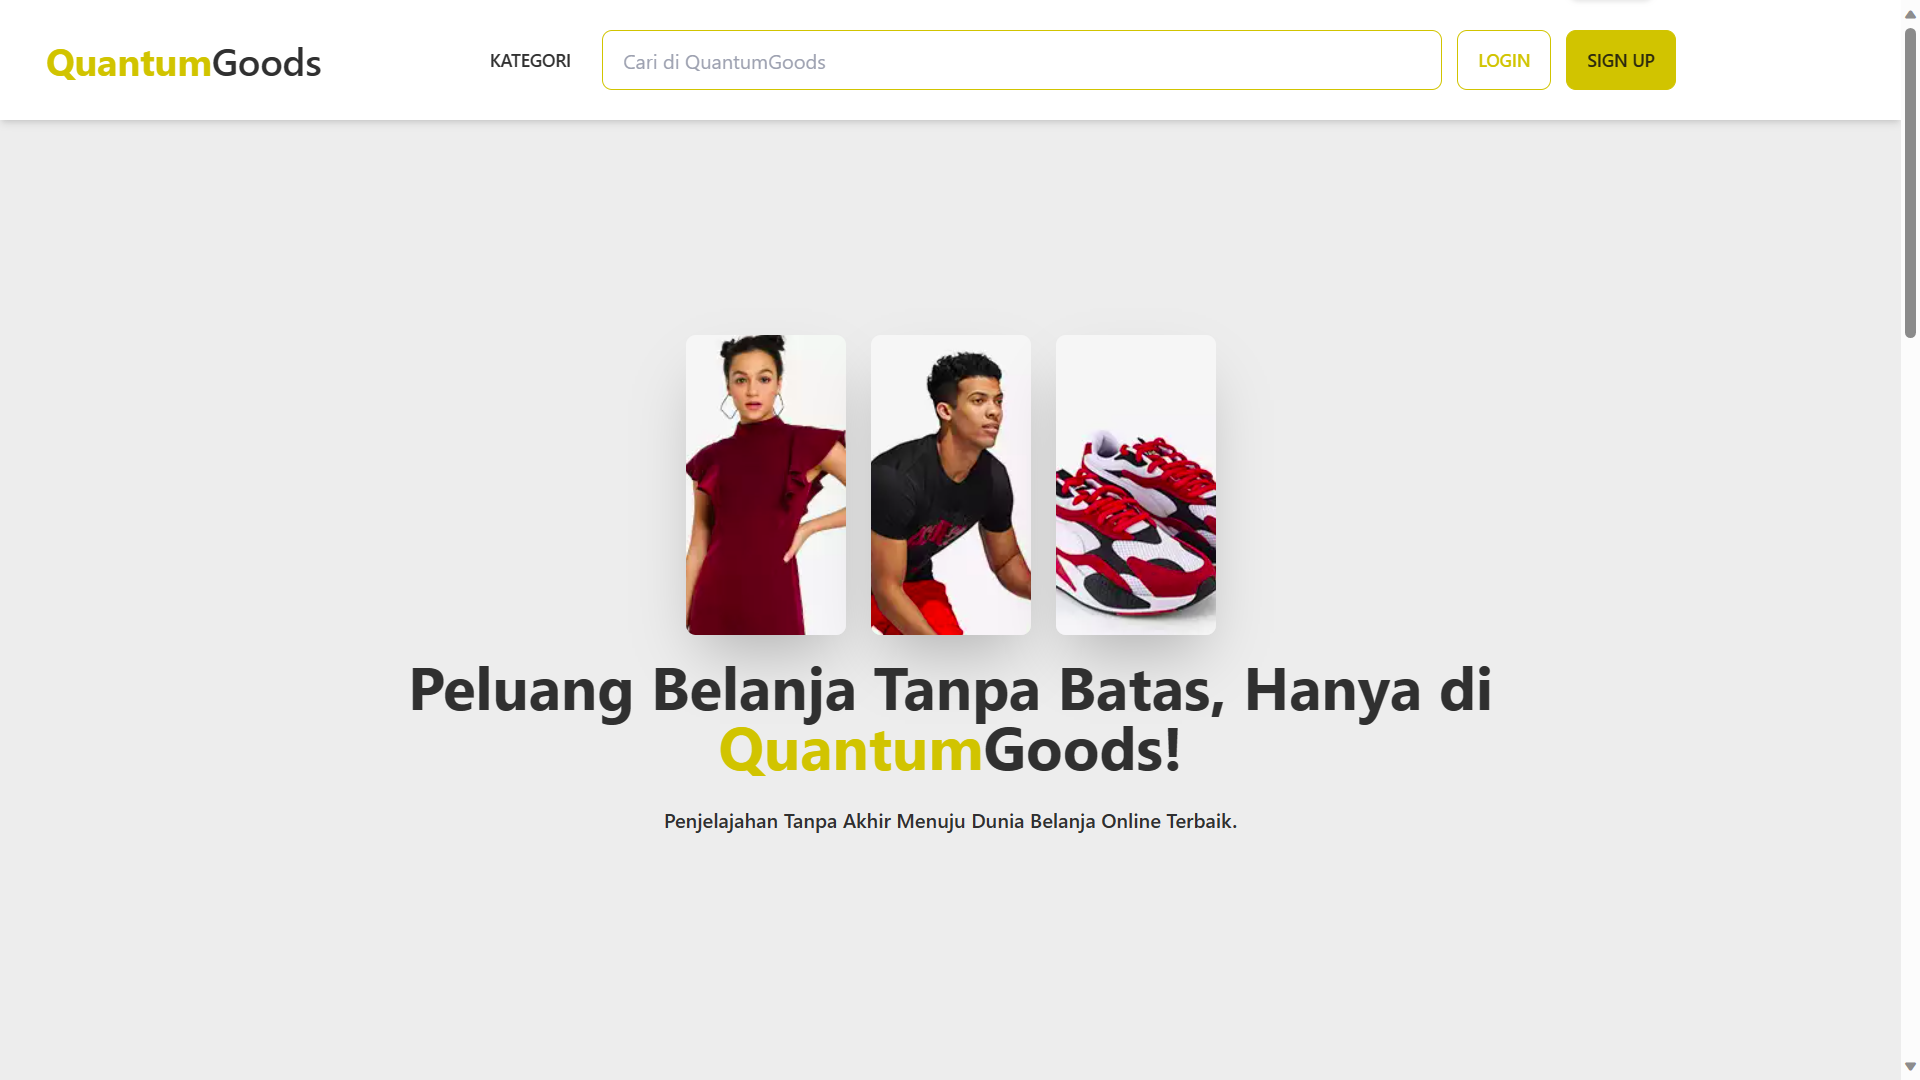 QuantumGoods
KATEGORI
Cari di QuantumGoods
LOGIN
SIGN UP
Peluang Belanja Tanpa Batas, Hanya di
QuantumGoods!
Penjelajahan Tanpa Akhir Menuju Dunia Belanja Online Terbaik.